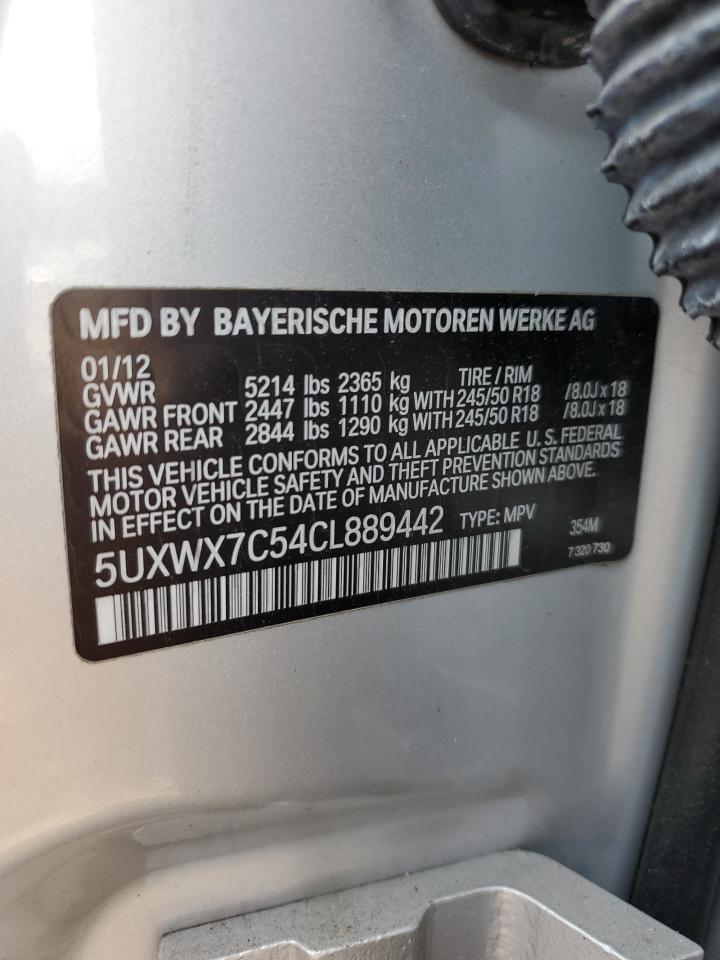 MFD BY BAYERISCHE MOTOREN WERKE AG
01/12 TIRE / RIM
GVWR 5214 lbs 2365 kg
GAWR FRONT 2447 lbs 1110 kg WITH 245/50 R18 /8.0J x 18
GAWR REAR 2844 lbs 1290 kg WITH 245/50 R18 /8.0J x 18
THIS VEHICLE CONFORMS TO ALL APPLICABLE U.S. FEDERAL
MOTOR VEHICLE SAFETY AND THEFT PREVENTION STANDARDS
IN EFFECT ON THE DATE OF MANUFACTURE SHOWN ABOVE.
5UXWX7C54CL889442 TYPE: MPV 354M
7 320 730